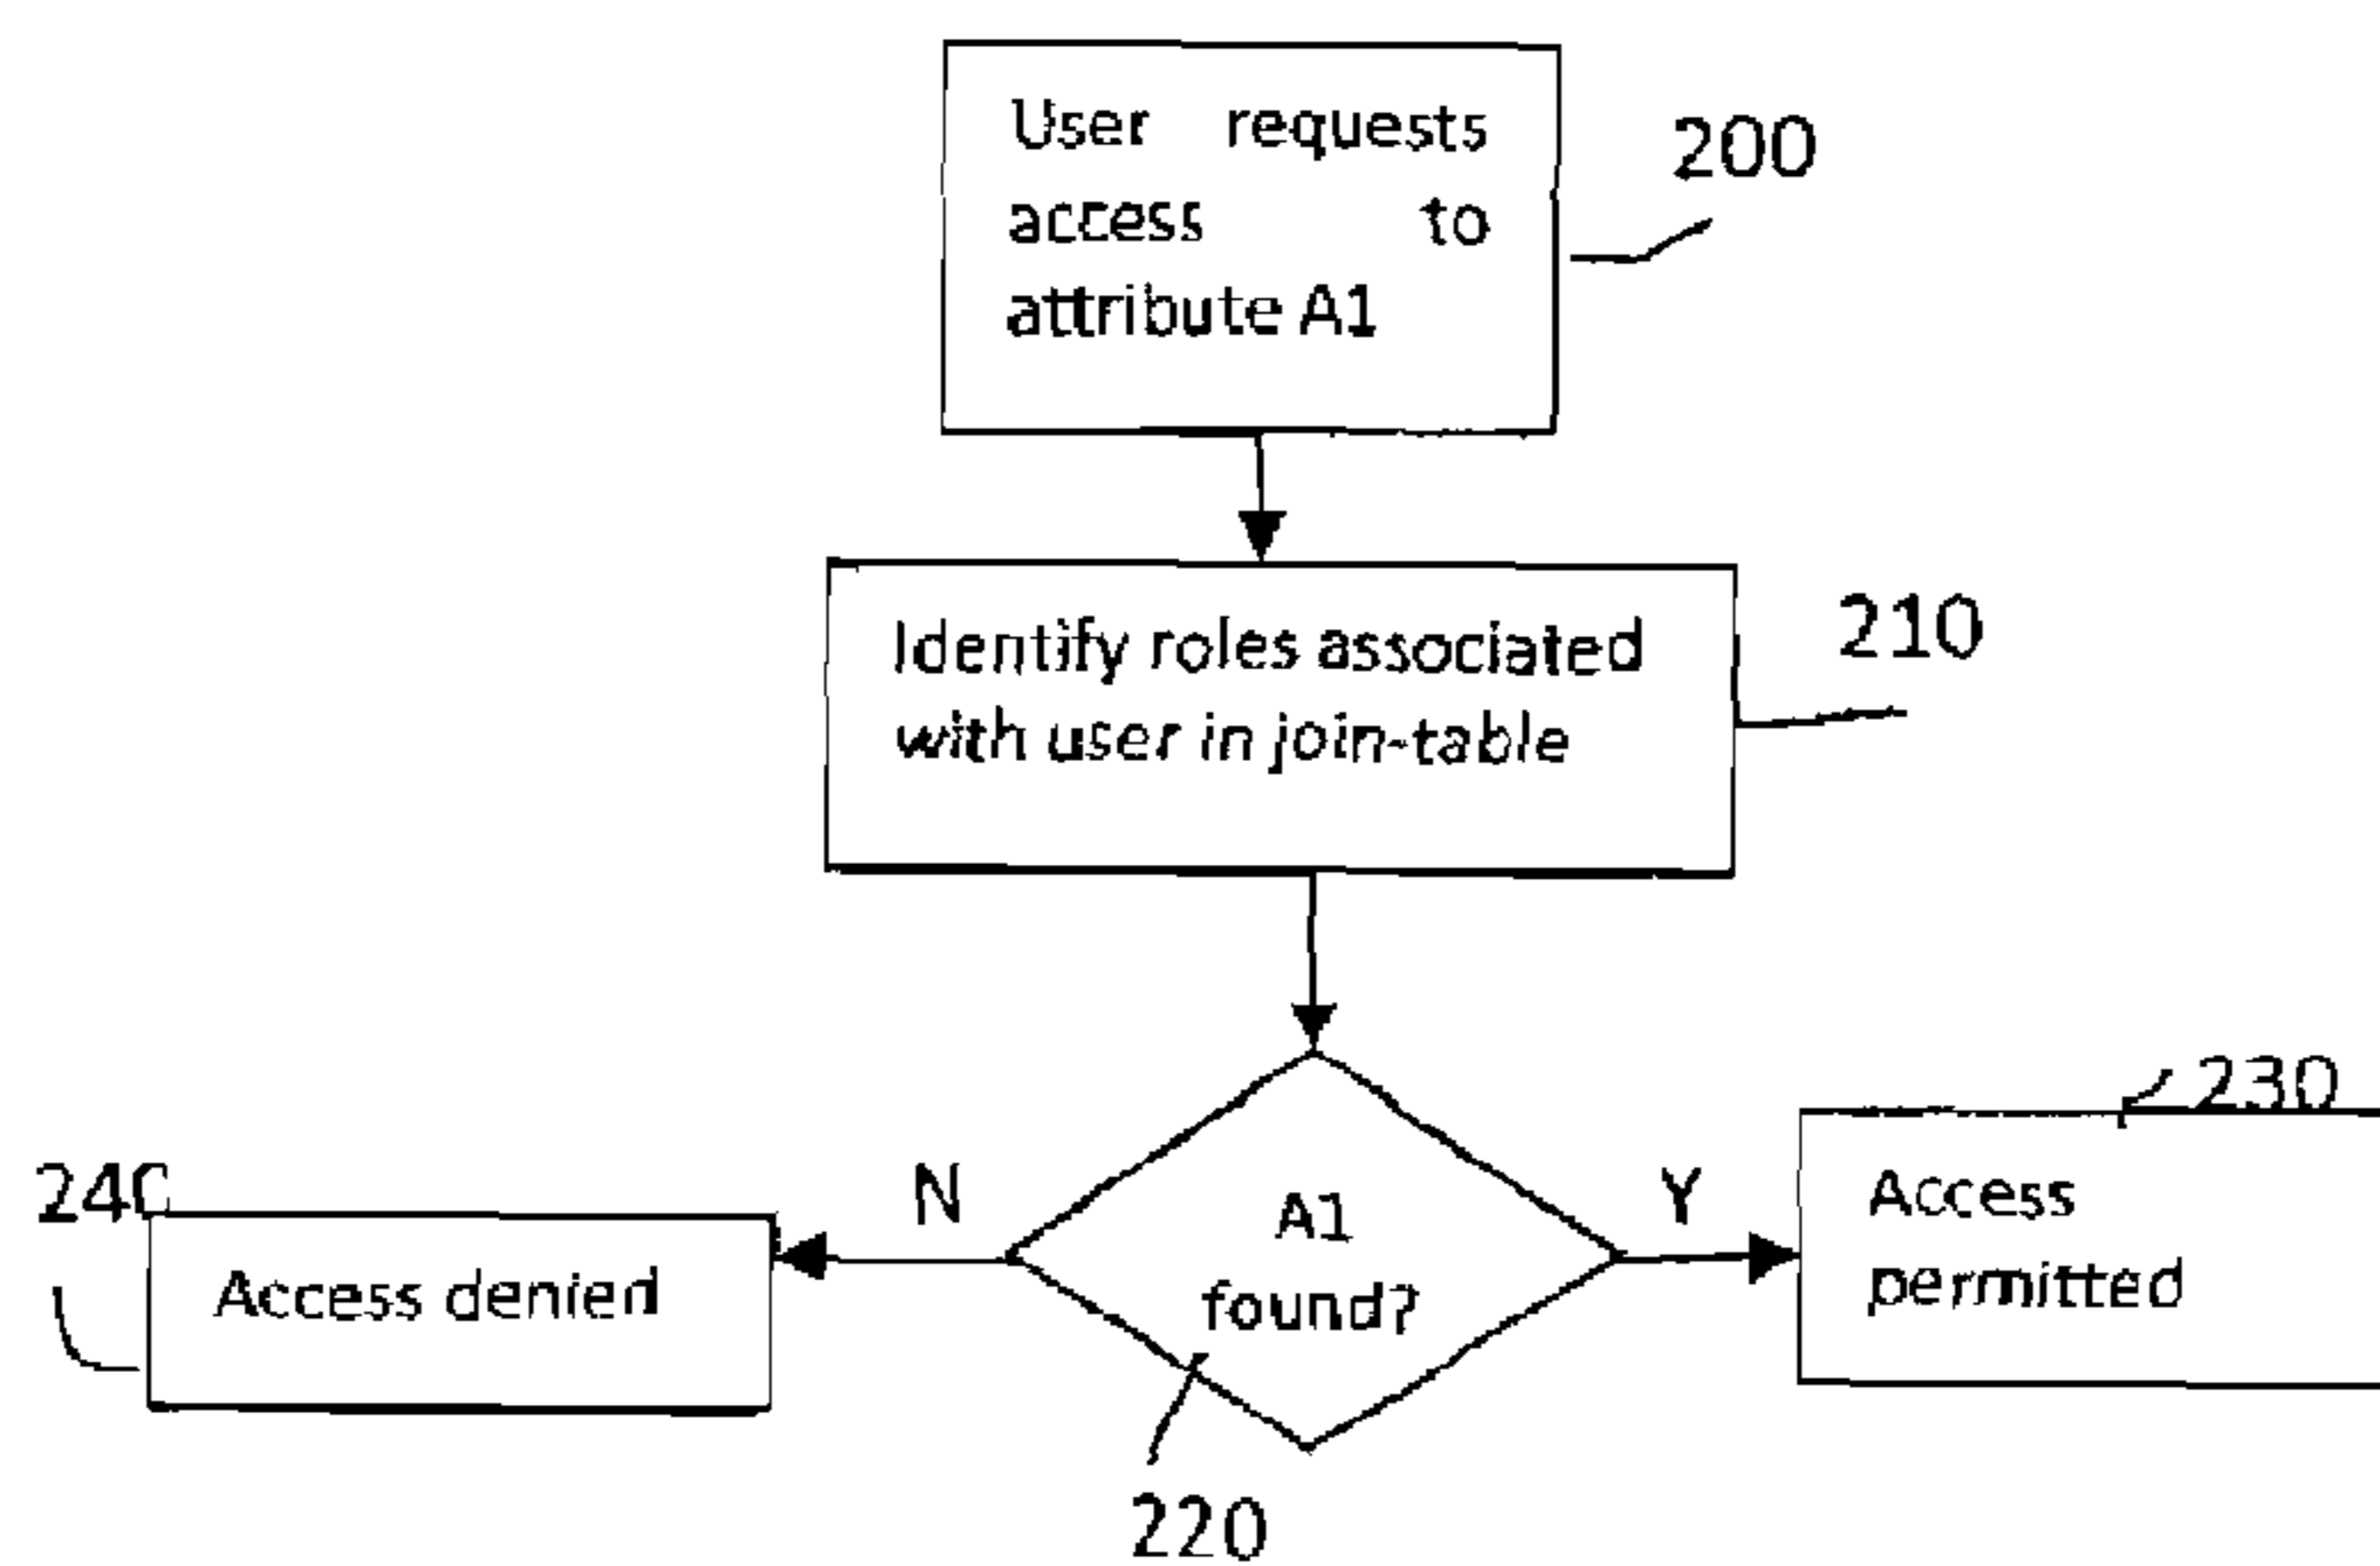 User requests
access to
attribute A1
200
Identify roles associated
with user in join-table
210
A1
found?
N
Y
230
Access
permitted
Access denied
220